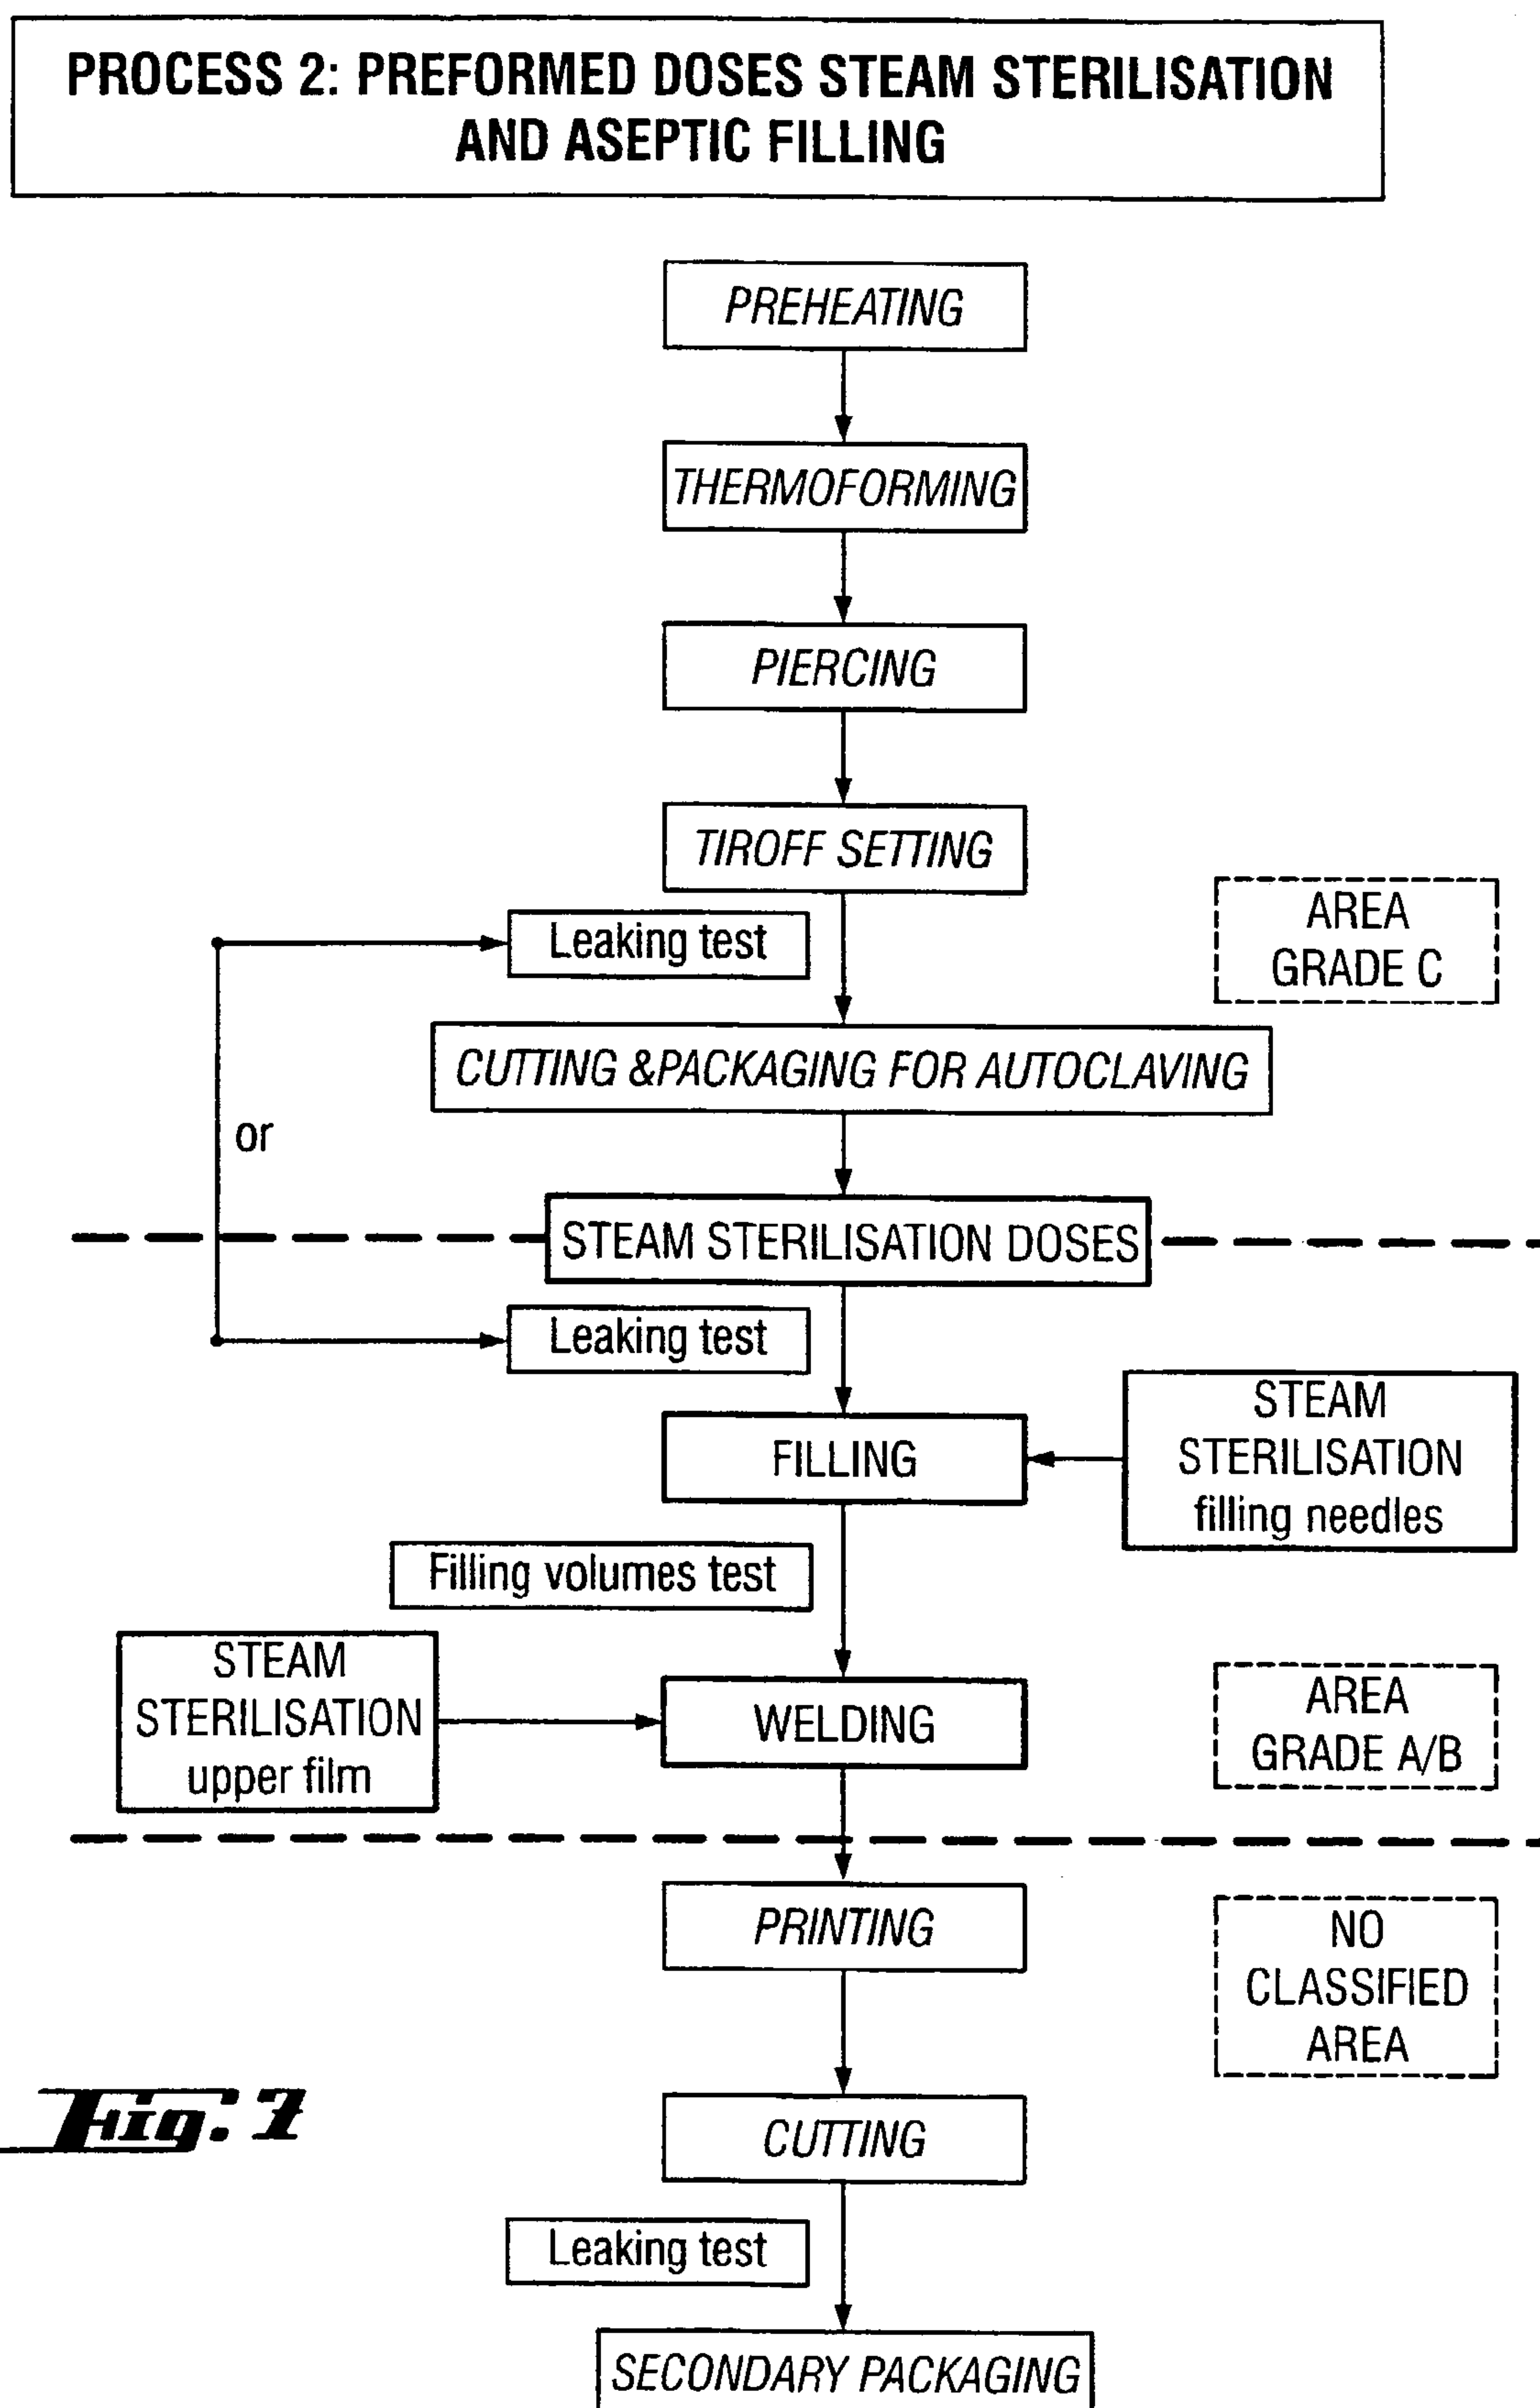 PROCESS 2: PREFORMED DOSES STEAM STERILISATION
AND ASEPTIC FILLING
PREHEATING
THERMOFORMING
PIERCING
TIROFF SETTING
AREA
GRADE C
Leaking test
CUTTING &PACKAGING FOR AUTOCLAVING
or
STEAM STERILISATION DOSES
Leaking test
STEAM
STERILISATION
filling needles
FILLING
Filling volumes test
STEAM
STERILISATION
upper film
WELDING
AREA
GRADE A/B
PRINTING
NO
CLASSIFIED
AREA
Fig. 7
CUTTING
Leaking test
SECONDARY PACKAGING